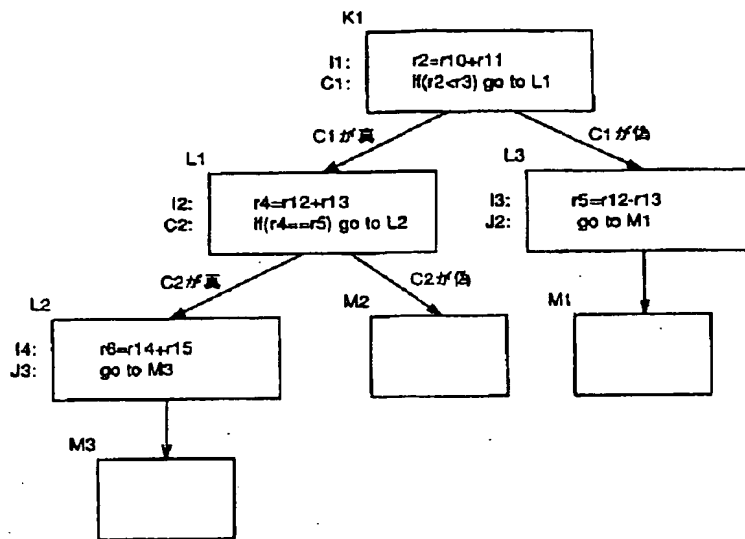 K1
I1: r2=r10+r11
C1: if(r2<r3) go to L1
C1が真
C1が偽
L1
L3
I2: r4=r12+r13
C2: if(r4==r5) go to L2
I3: r5=r12-r13
J2: go to M1
C2が真
C2が偽
L2
M2
M1
I4: r6=r14+r15
J3: go to M3
M3